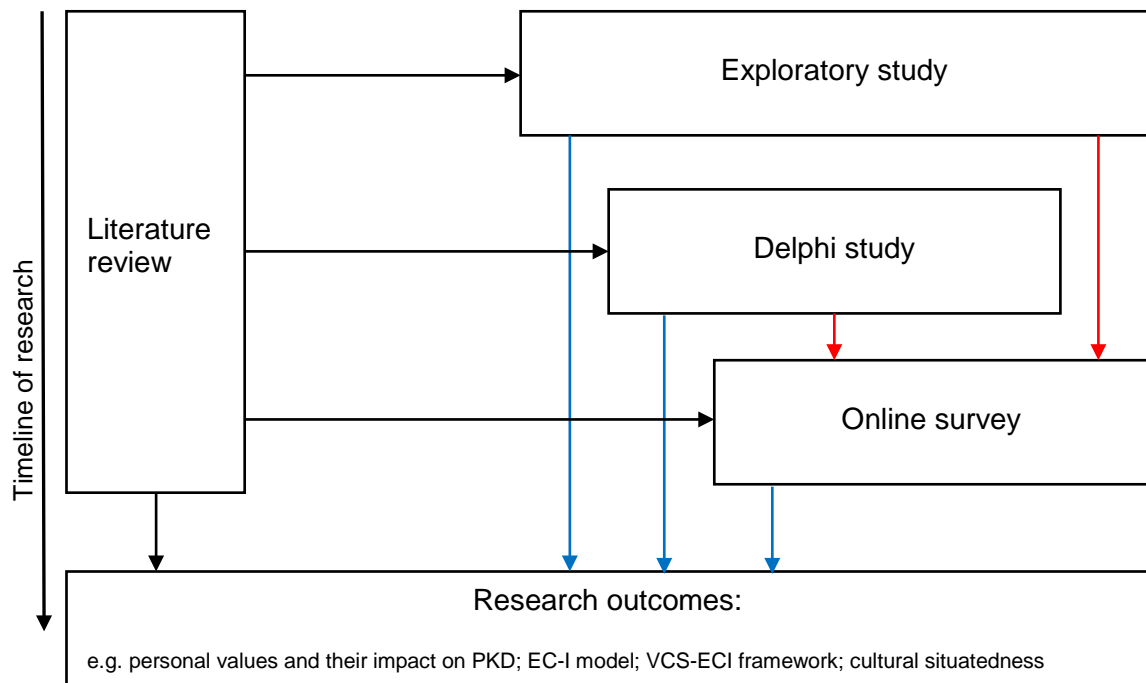 Exploratory study
Literature
review
Delphi study
Online survey
Timeline of research
Research outcomes:
e.g. personal values and their impact on PKD; EC-I model; VCS-ECI framework; cultural situatedness